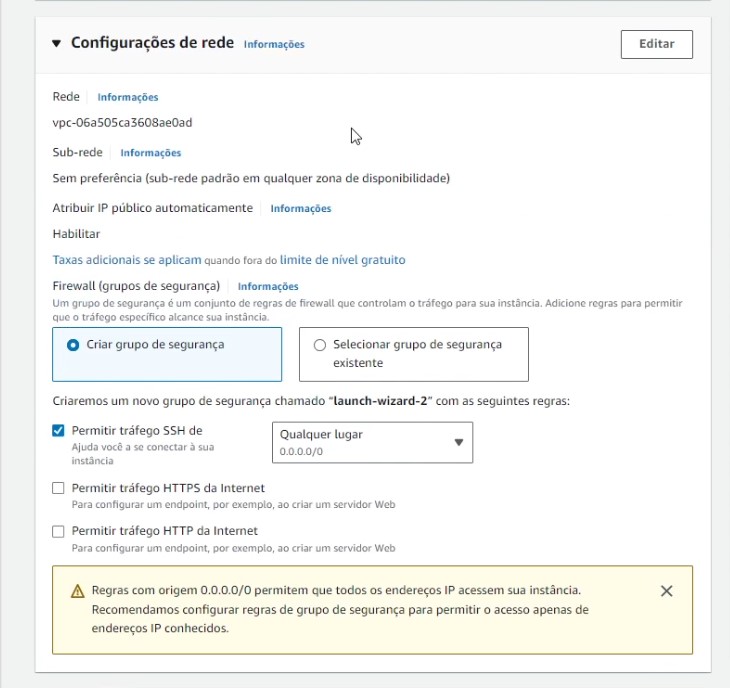 Configurações de rede Informações
Editar
Rede Informações
vpc-06a505ca3608ae0ad
Sub-rede Informações
Sem preferência (sub-rede padrão em qualquer zona de disponibilidade)
Atribuir IP público automaticamente Informações
Habilitar
Taxas adicionais se aplicam quando fora do limite de nível gratuito
Firewall (grupos de segurança) Informações
Um grupo de segurança é um conjunto de regras de firewall que controlam o tráfego para sua instância. Adicione regras para permitir
que o tráfego específico alcance sua instância.
Criar grupo de segurança
Selecionar grupo de segurança
existente
Criaremos um novo grupo de segurança chamado “launch-wizard-2” com as seguintes regras:
Permitir tráfego SSH de
Ajuda você a se conectar à sua
instância
Qualquer lugar
0.0.0.0/0
Permitir tráfego HTTPS da Internet
Para configurar um endpoint, por exemplo, ao criar um servidor Web
Permitir tráfego HTTP da Internet
Para configurar um endpoint, por exemplo, ao criar um servidor Web
Regras com origem 0.0.0.0/0 permitem que todos os endereços IP acessem sua instância.
Recomendamos configurar regras de grupo de segurança para permitir o acesso apenas de
endereços IP conhecidos.